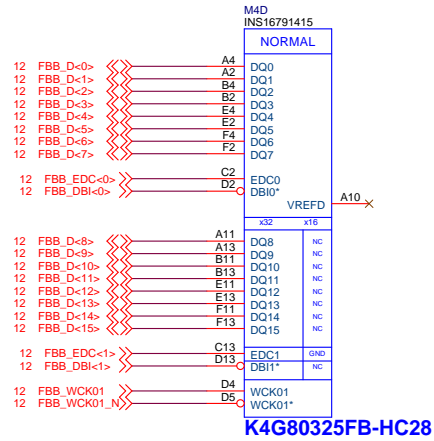 M4D
INS16791415
NORMAL
12 FBB_D<0> A4 DQ0
12 FBB_D<1> A2 DQ1
12 FBB_D<2> B4 DQ2
12 FBB_D<3> B2 DQ3
12 FBB_D<4> E4 DQ4
12 FBB_D<5> E2 DQ5
12 FBB_D<6> F4 DQ6
12 FBB_D<7> F2 DQ7
12 FBB_EDC<0> C2 EDC0
12 FBB_DBI<0> D2 DBI0*
VREFD A10
x32 x16
12 FBB_D<8> A11 DQ8 NC
12 FBB_D<9> A13 DQ9 NC
12 FBB_D<10> B11 DQ10 NC
12 FBB_D<11> B13 DQ11 NC
12 FBB_D<12> E11 DQ12 NC
12 FBB_D<13> E13 DQ13 NC
12 FBB_D<14> F11 DQ14 NC
12 FBB_D<15> F13 DQ15 NC
12 FBB_EDC<1> C13 EDC1 GND
12 FBB_DBI<1> D13 DBI1* NC
12 FBB_WCK01 D4 WCK01
12 FBB_WCK01_N D5 WCK01*
K4G80325FB-HC28